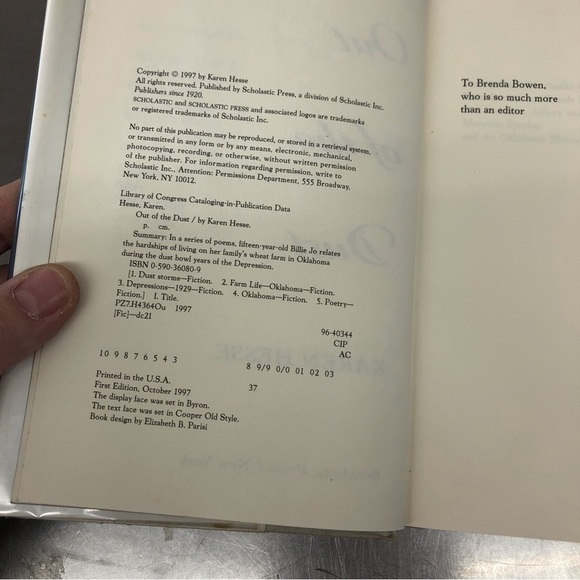 Copyright © 1997 by Karen Hesse
All rights reserved. Published by Scholastic Press, a division of Scholastic Inc.
Publishers since 1920.
SCHOLASTIC and SCHOLASTIC PRESS and associated logos are trademarks
or registered trademarks of Scholastic Inc.
No part of this publication may be reproduced, or stored in a retrieval system,
or transmitted in any form or by any means, electronic, mechanical,
photocopying, recording, or otherwise, without written permission
of the publisher. For information regarding permission, write to
Scholastic Inc., Attention: Permissions Department, 555 Broadway,
New York, NY 10012.
Library of Congress Cataloging-in-Publication Data
Hesse, Karen.
Out of the Dust / by Karen Hesse.
p. cm.
Summary: In a series of poems, fifteen-year-old Billie Jo relates
the hardships of living on her family's wheat farm in Oklahoma
during the dust bowl years of the Depression.
ISBN 0-590-36080-9
[1. Dust storms—Fiction. 2. Farm Life—Oklahoma—Fiction.
3. Depressions—1929—Fiction. 4. Oklahoma—Fiction. 5. Poetry—
Fiction.] I. Title.
PZ7.H4364Ou 1997
[Fic]—dc21
96-40344
CIP
AC
10 9 8 7 6 5 4 3
8 9/9 0/0 01 02 03
37
Printed in the U.S.A.
First Edition, October 1997
The display face was set in Byron.
The text face was set in Cooper Old Style.
Book design by Elizabeth B. Parisi
To Brenda Bowen,
who is so much more
than an editor